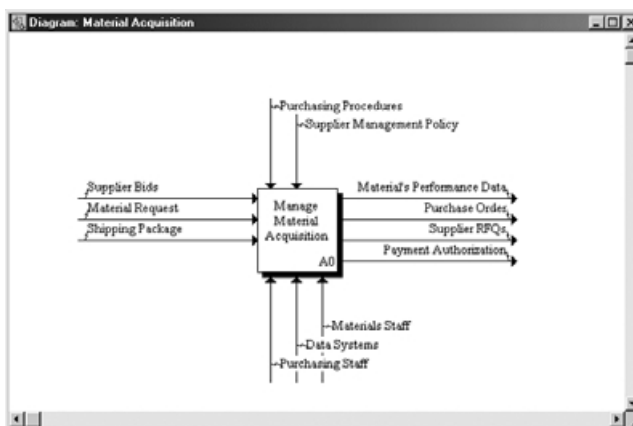 Diagram: Material Acquisition
Purchasing Procedures
Supplier Management Policy
Supplier Bids
Material Request
Shipping Package
Manage
Material
Acquisition
A0
Material's Performance Data
Purchase Order
Supplier RFQs
Payment Authorization
Materials Staff
Data Systems
Purchasing Staff